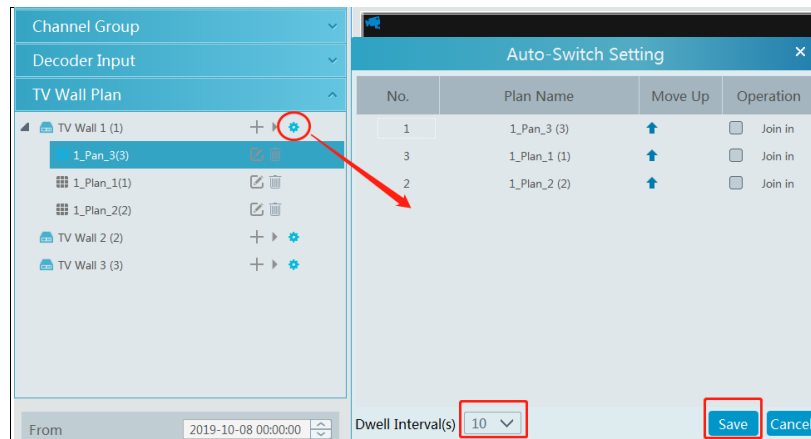 Channel Group
Decoder Input
TV Wall Plan
TV Wall 1 (1)
1_Pan_3(3)
1_Plan_1(1)
1_Plan_2(2)
TV Wall 2 (2)
TV Wall 3 (3)
From 2019-10-08 00:00:00
Auto-Switch Setting
No. Plan Name Move Up Operation
1 1_Pan_3 (3) Join in
3 1_Plan_1 (1) Join in
2 1_Plan_2 (2) Join in
Dwell Interval(s) 10 Save Cancel